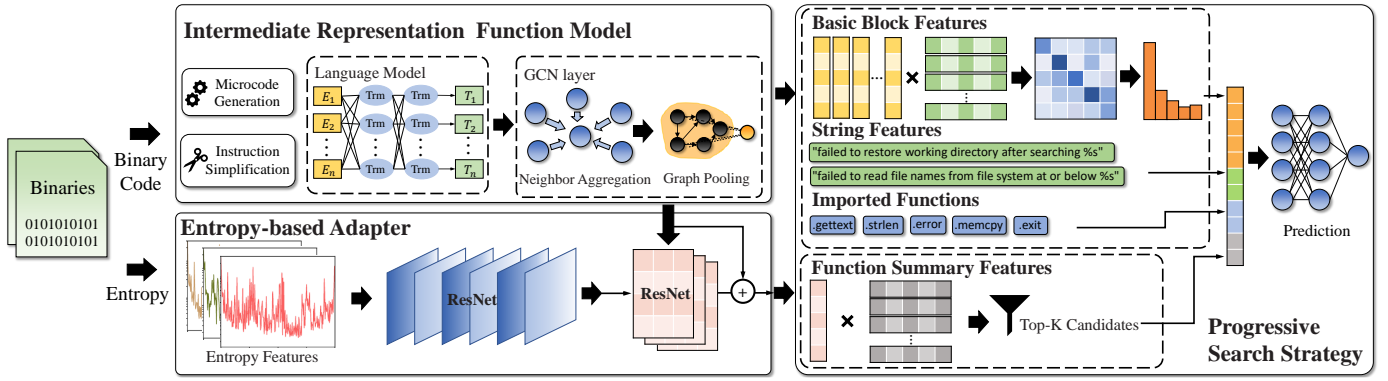 Binaries
0101010101
0101010101
Binary
Code
Entropy
Intermediate Representation Function Model
Microcode
Generation
Instruction
Simplification
Language Model
E1 Trm Trm T1
E2 Trm Trm T2
En Trm Trm Tn
GCN layer
Neighbor Aggregation
Graph Pooling
Entropy-based Adapter
Entropy Features
ResNet
ResNet
Basic Block Features
String Features
"failed to restore working directory after searching %s"
"failed to read file names from file system at or below %s"
Imported Functions
.gettext .strlen .error .memcpy .exit
Function Summary Features
Top-K Candidates
Prediction
Progressive
Search Strategy